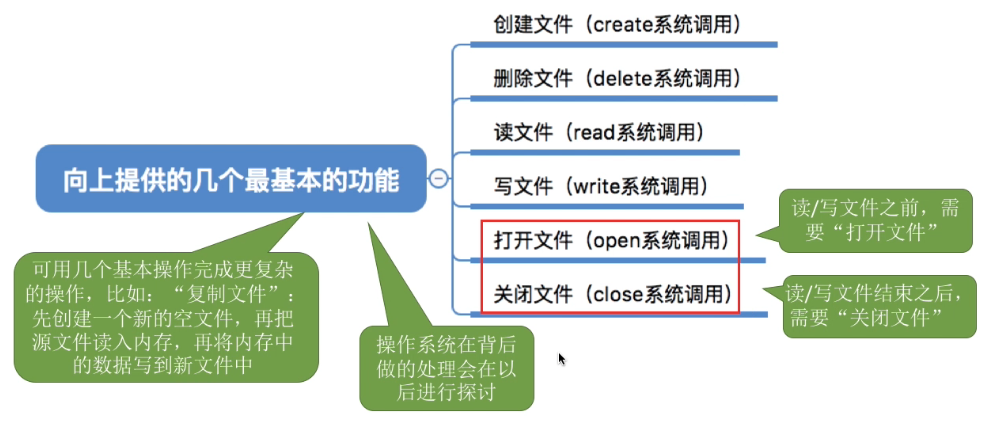 创建文件（create系统调用）
删除文件（delete系统调用）
读文件（read系统调用）
向上提供的几个最基本的功能
写文件（write系统调用）
打开文件（open系统调用）
关闭文件（close系统调用）
读/写文件之前，需
要“打开文件”
读/写文件结束之后，
需要“关闭文件”
可用几个基本操作完成更复杂
的操作，比如：“复制文件”：
先创建一个新的空文件，再把
源文件读入内存，再将内存中
的数据写到新文件中
操作系统在背后
做的处理会在以
后进行探讨